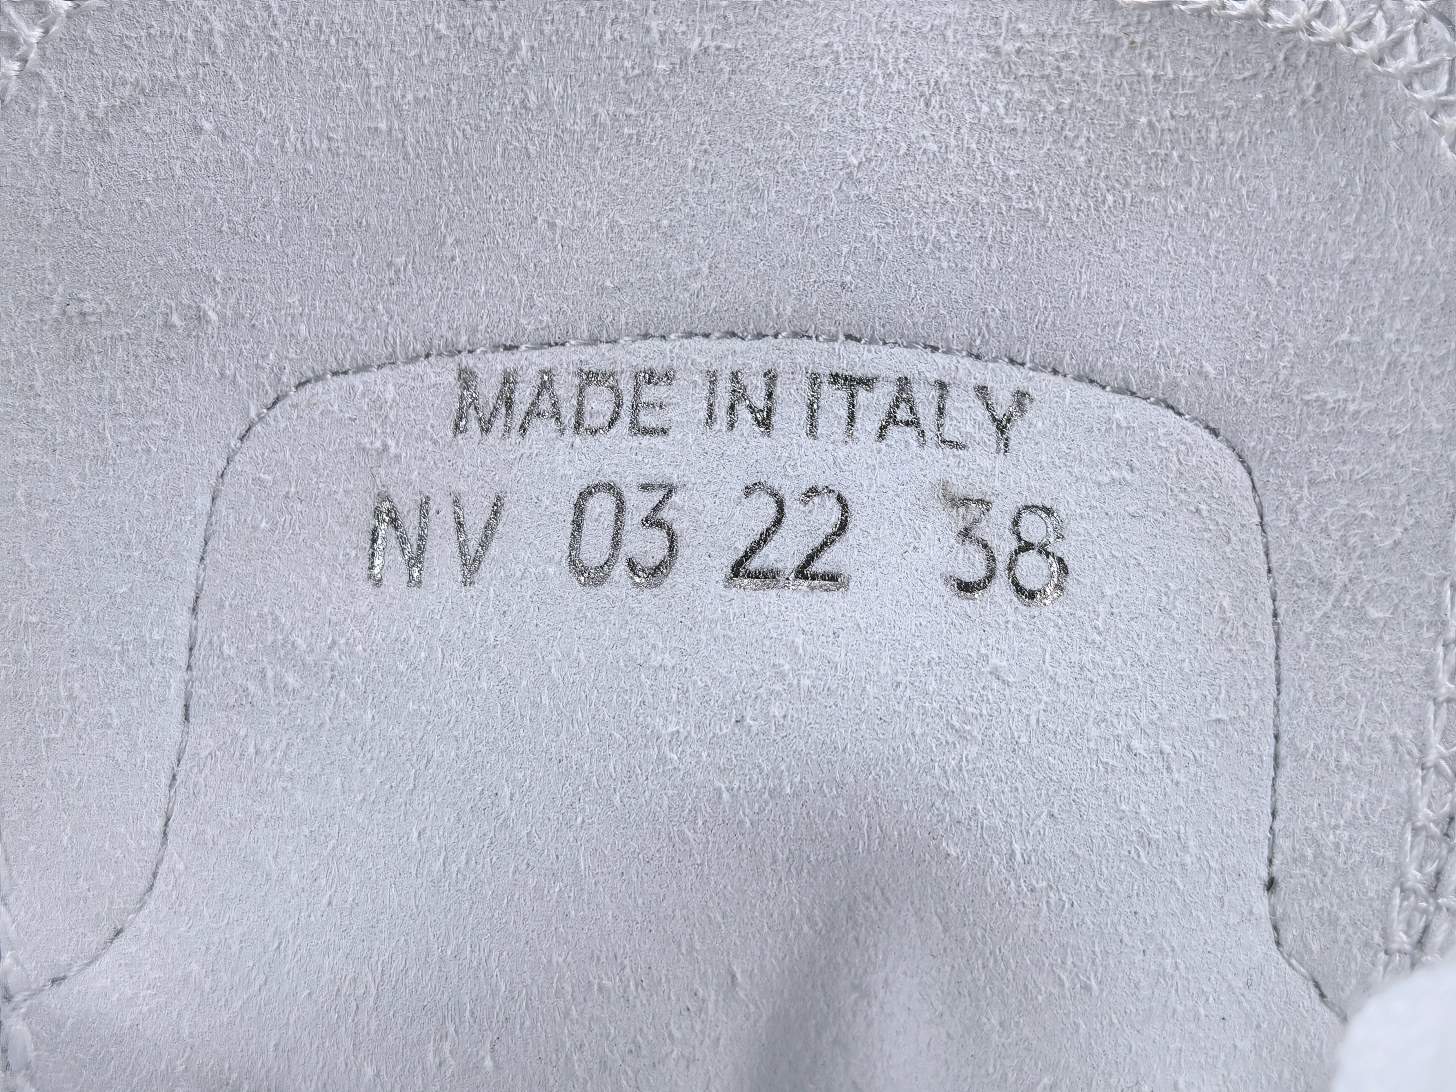 MADE IN ITALY
NV 03 22 38